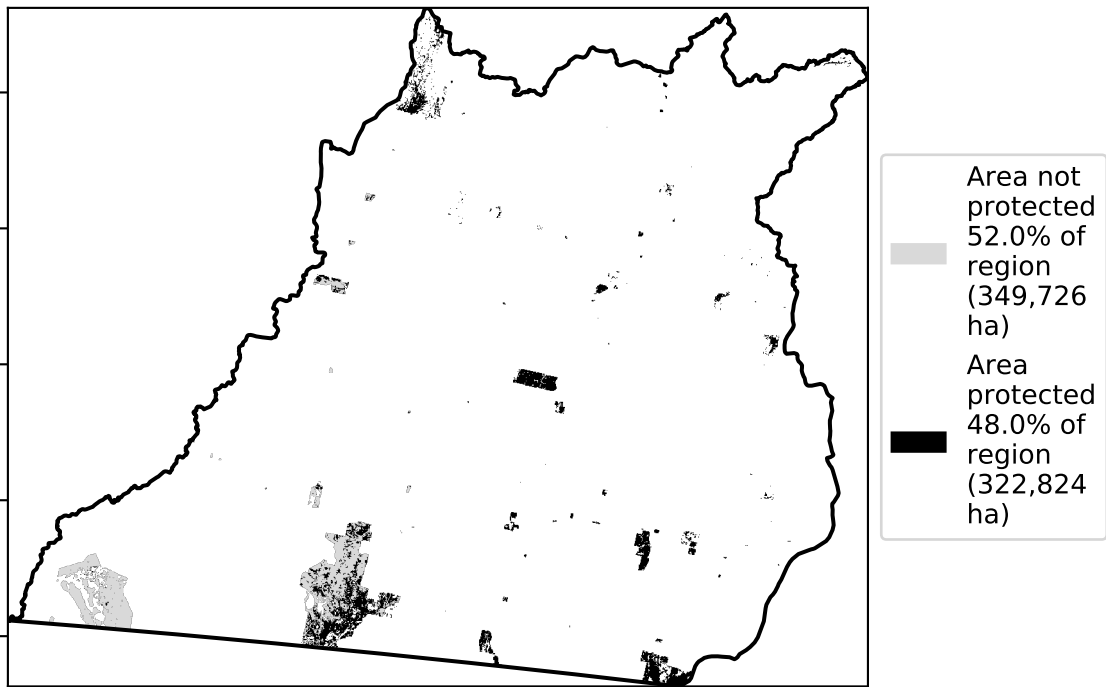 Area not
protected
52.0% of
region
(349,726
ha)
Area
protected
48.0% of
region
(322,824
ha)